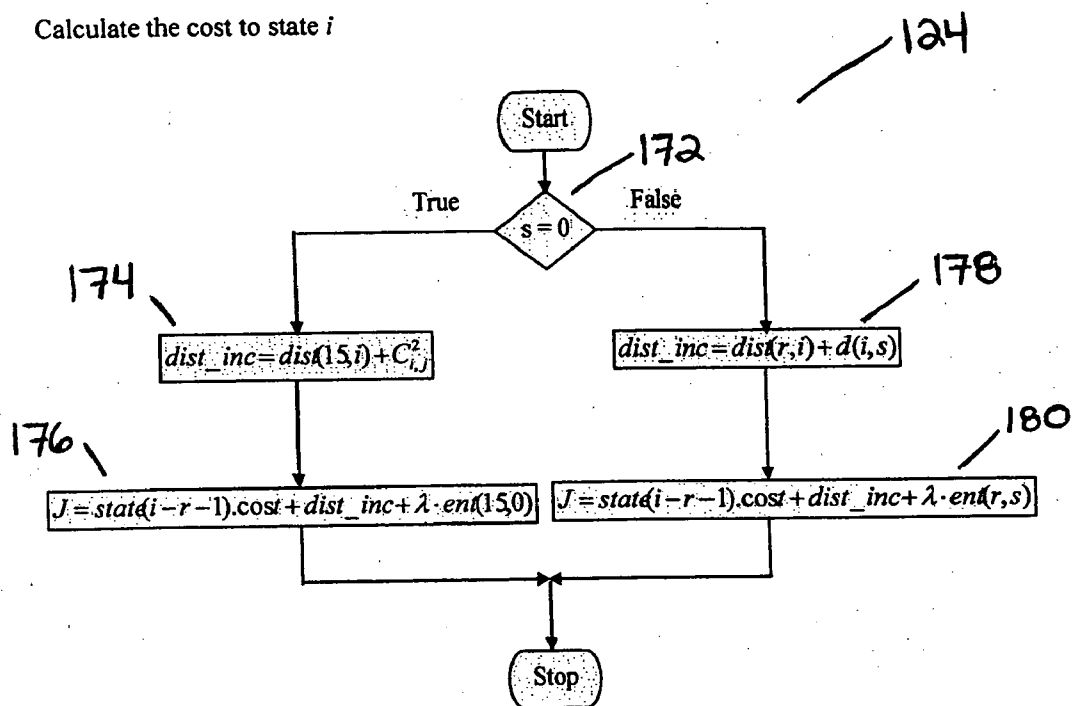 Calculate the cost to state i
124
Start
172
True
False
s = 0
174
178
dist_inc=dist(15,i)+C²ᵢ,ⱼ
dist_inc=dist(r,i)+d(i,s)
176
180
J=state(i−r−1).cost+dist_inc+λ·ent(15,0)
J=state(i−r−1).cost+dist_inc+λ·ent(r,s)
Stop